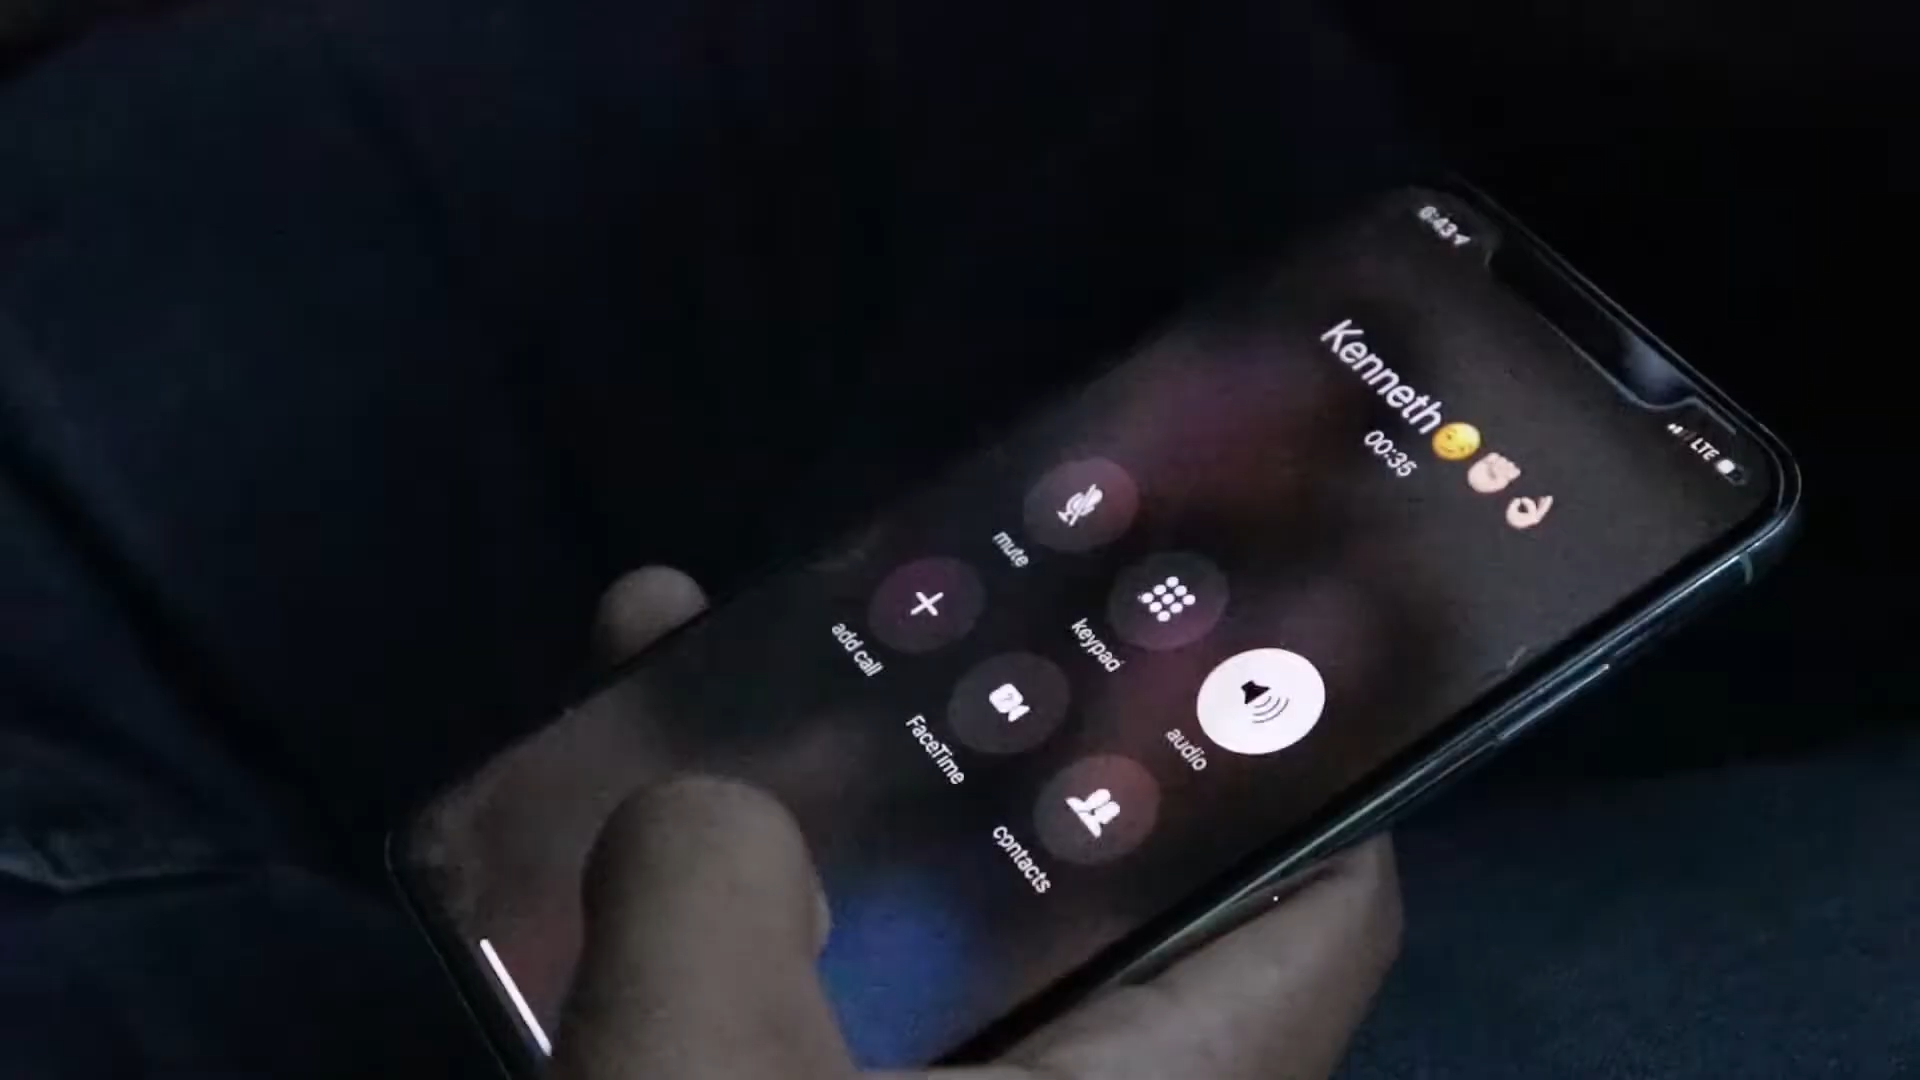 6:43
LTE
Kenneth😏✊🏻👌🏻
00:35
mute
keypad
audio
add call
FaceTime
contacts